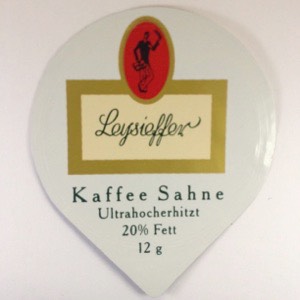 Leysieffer
Kaffee Sahne
Ultrahocherhitzt
20% Fett
12 g